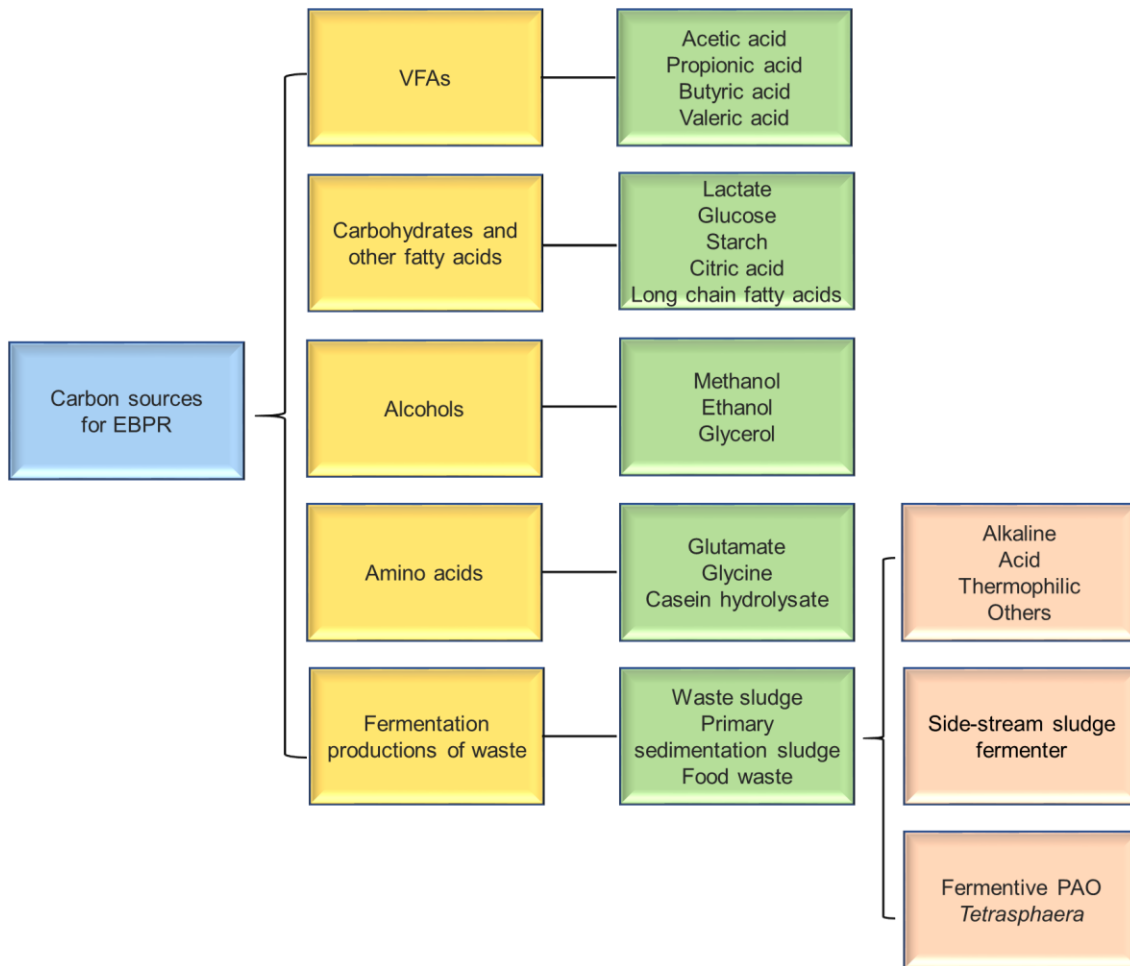 Carbon sources
for EBPR
VFAs
Acetic acid
Propionic acid
Butyric acid
Valeric acid
Carbohydrates and
other fatty acids
Lactate
Glucose
Starch
Citric acid
Long chain fatty acids
Alcohols
Methanol
Ethanol
Glycerol
Amino acids
Glutamate
Glycine
Casein hydrolysate
Fermentation
productions of waste
Waste sludge
Primary
sedimentation sludge
Food waste
Alkaline
Acid
Thermophilic
Others
Side-stream sludge
fermenter
Fermentive PAO
Tetrasphaera